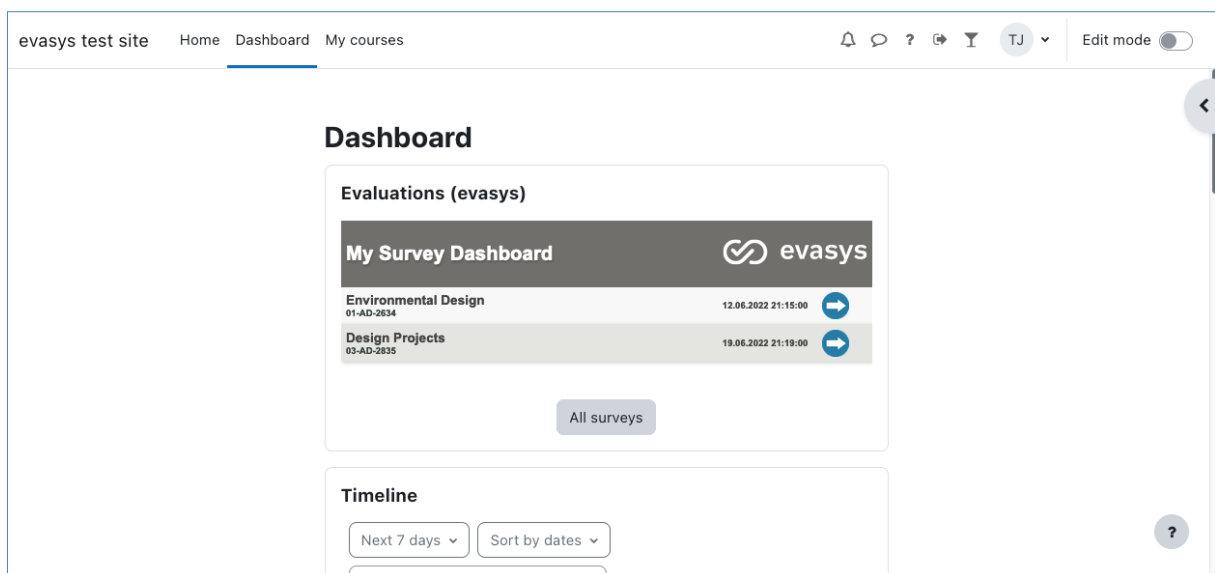 evasys test site Home Dashboard My courses ? TJ Edit mode
Dashboard
Evaluations (evasys)
My Survey Dashboard evasys
Environmental Design 12.06.2022 21:15:00
01-AD-2634
Design Projects 19.06.2022 21:19:00
03-AD-2835
All surveys
Timeline
Next 7 days Sort by dates
?